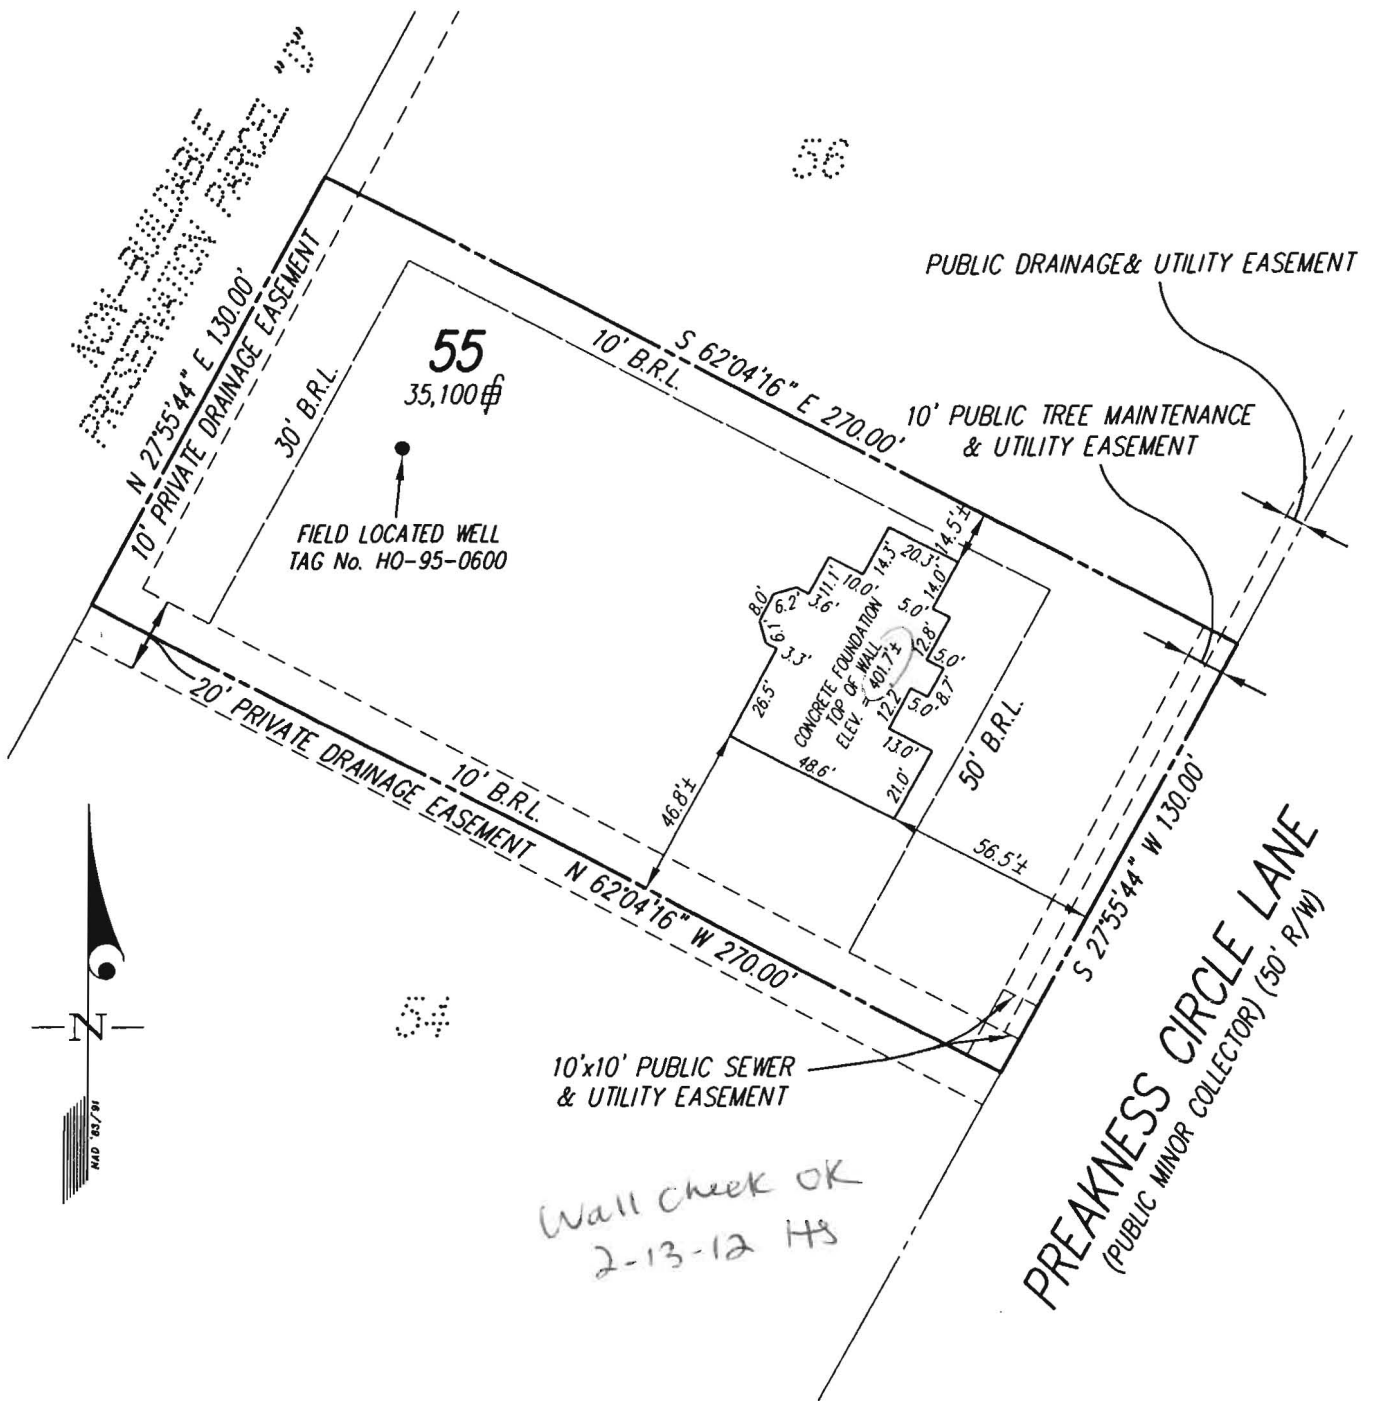 NON-BUILDABLE
PRESERVATION PARCEL "D"
56
PUBLIC DRAINAGE& UTILITY EASEMENT
N 27°55'44" E 130.00'
10' PRIVATE DRAINAGE EASEMENT
30' B.R.L.
55
35,100
10' B.R.L.
S 62°04'16" E 270.00'
10' PUBLIC TREE MAINTENANCE
& UTILITY EASEMENT
FIELD LOCATED WELL
TAG No. HO-95-0600
14.5'±
20.3'
14.3'
10.0'
11.1'
3.6'
6.2'
8.0'
6.1'
3.3'
26.5'
14.0'
5.0'
12.8'
5.0'
8.7'
5.0'
12.2'
13.0'
21.0'
48.6'
CONCRETE FOUNDATION
TOP OF WALL
ELEV. = 401.7'±
50' B.R.L.
46.8'±
56.5'±
20' PRIVATE DRAINAGE EASEMENT
10' B.R.L.
N 62°04'16" W 270.00'
S 27°55'44" W 130.00'
PREAKNESS CIRCLE LANE
(PUBLIC MINOR COLLECTOR) (50' R/W)
N
NAD '83/'91
54
10'x10' PUBLIC SEWER
& UTILITY EASEMENT
Wall check OK
2-13-12 HS